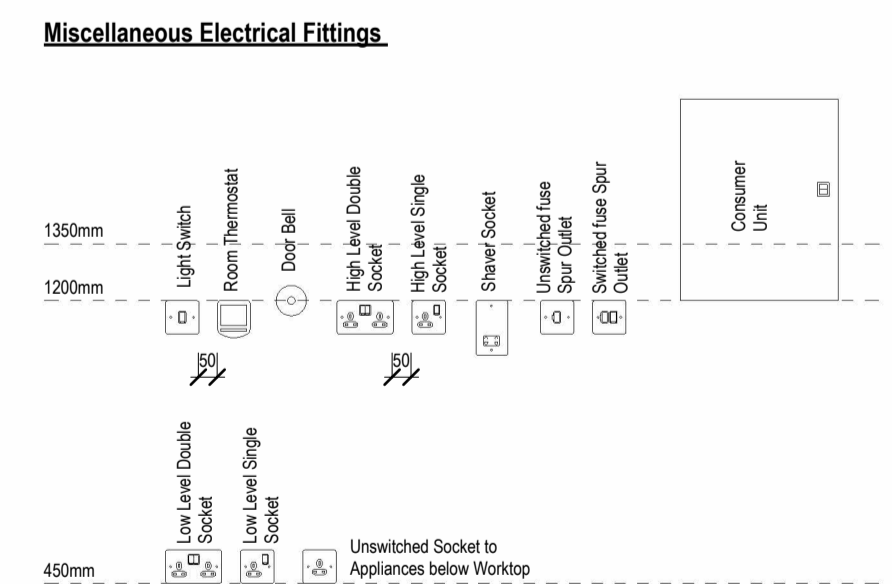 Miscellaneous Electrical Fittings
1350mm
1200mm
Light Switch
Room Thermostat
Door Bell
High Level Double
Socket
High Level Single
Socket
Shaver Socket
Unswitched fuse
Spur Outlet
Switched fuse Spur
Outlet
Consumer
Unit
50
50
Low Level Double
Socket
Low Level Single
Socket
Unswitched Socket to
Appliances below Worktop
450mm